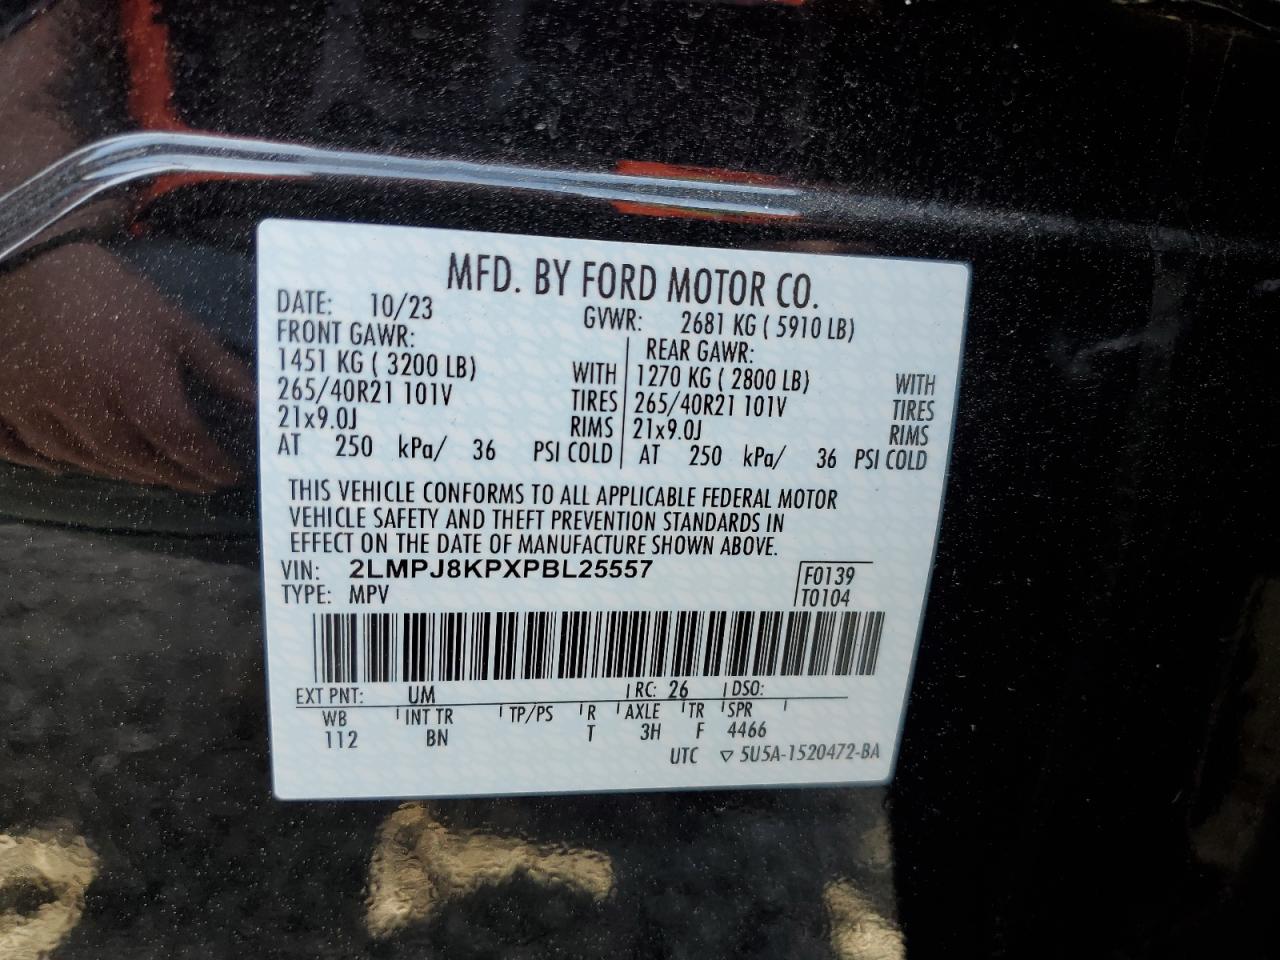 MFD. BY FORD MOTOR CO.
DATE: 10/23 GVWR: 2681 KG ( 5910 LB)
FRONT GAWR: REAR GAWR:
1451 KG ( 3200 LB) WITH 1270 KG ( 2800 LB) WITH
265/40R21 101V TIRES 265/40R21 101V TIRES
21x9.0J RIMS 21x9.0J RIMS
AT 250 kPa/ 36 PSI COLD AT 250 kPa/ 36 PSI COLD
THIS VEHICLE CONFORMS TO ALL APPLICABLE FEDERAL MOTOR
VEHICLE SAFETY AND THEFT PREVENTION STANDARDS IN
EFFECT ON THE DATE OF MANUFACTURE SHOWN ABOVE.
VIN: 2LMPJ8KPXPBL25557 F0139
TYPE: MPV T0104
EXT PNT: UM RC: 26 DSO:
WB INT TR TP/PS R AXLE TR SPR
112 BN T 3H F 4466
UTC ▽ 5U5A-1520472-BA